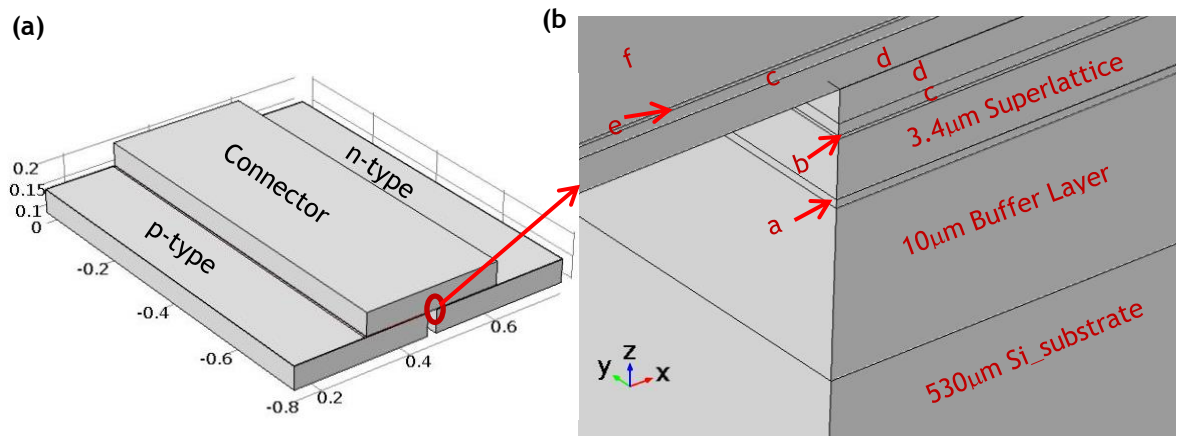 (a)
(b
Connector
n-type
p-type
0.2
0.15
0.1
0
-0.2
-0.4
-0.6
-0.8
0.2
0.4
0.6
f
c
d
d
c
e
b
a
3.4µm Superlattice
10µm Buffer Layer
530µm Si_substrate
z
y
x